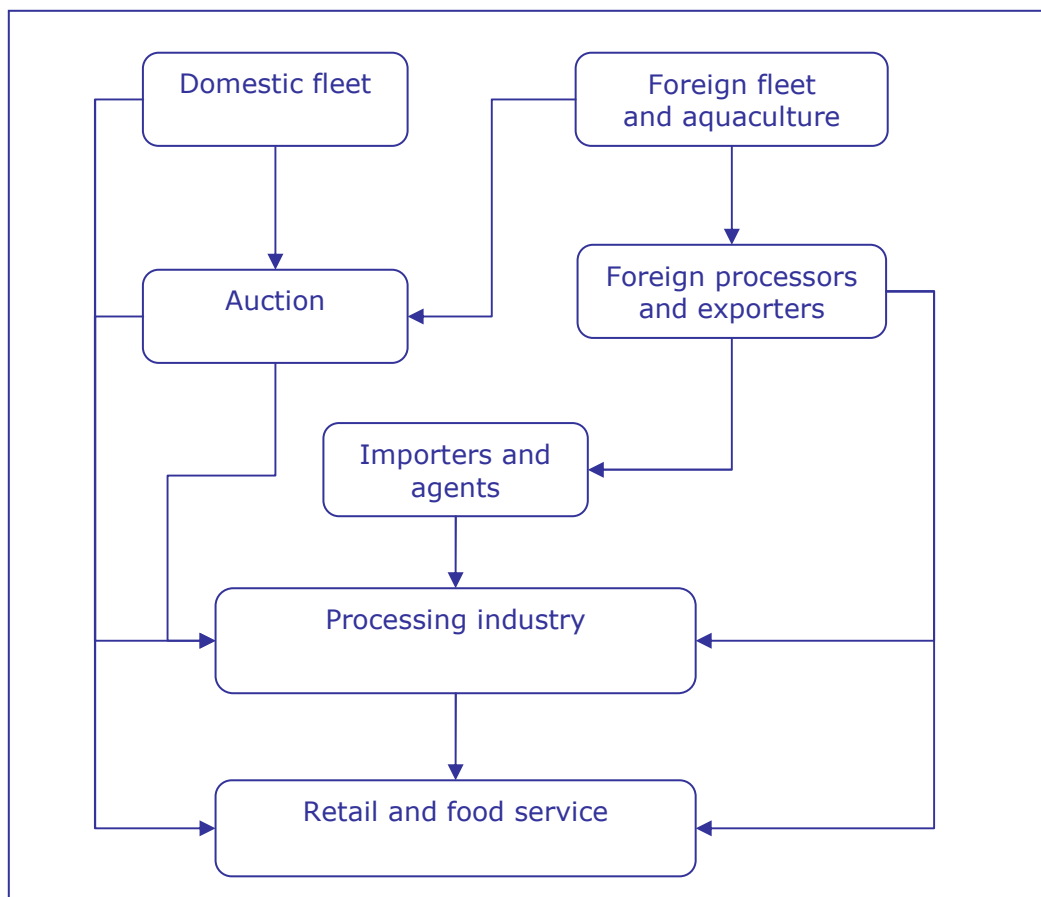 Domestic fleet
Foreign fleet
and aquaculture
Auction
Foreign processors
and exporters
Importers and
agents
Processing industry
Retail and food service